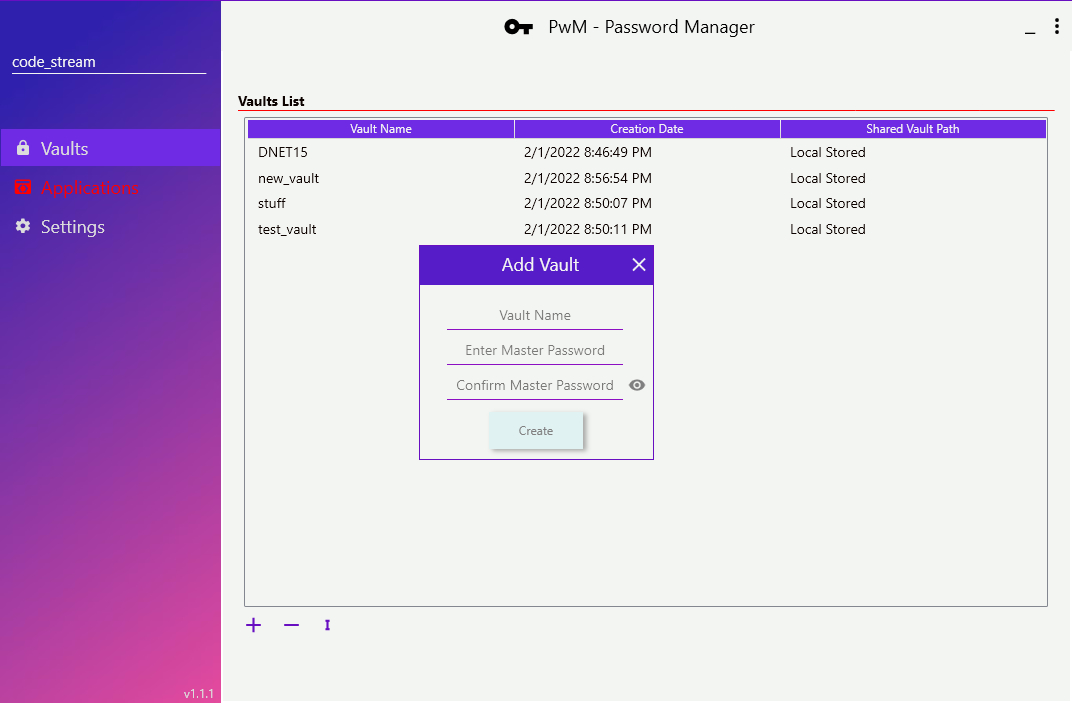 PwM - Password Manager
code_stream
Vaults
Applications
Settings
v1.1.1
Vaults List
Vault Name Creation Date Shared Vault Path
DNET15 2/1/2022 8:46:49 PM Local Stored
new_vault 2/1/2022 8:56:54 PM Local Stored
stuff 2/1/2022 8:50:07 PM Local Stored
test_vault 2/1/2022 8:50:11 PM Local Stored
Add Vault
Vault Name
Enter Master Password
Confirm Master Password
Create